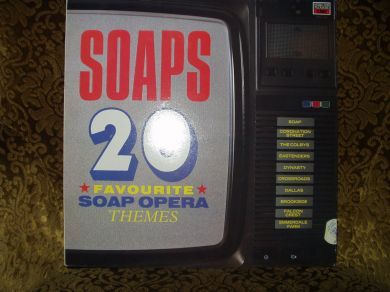 SOAPS
20
FAVOURITE
SOAP OPERA
THEMES
SOAP
CORONATION
STREET
THE COLBYS
EASTENDERS
DYNASTY
CROSSROADS
DALLAS
BROOKSIDE
FALCON
CREST
EMMERDALE
FARM